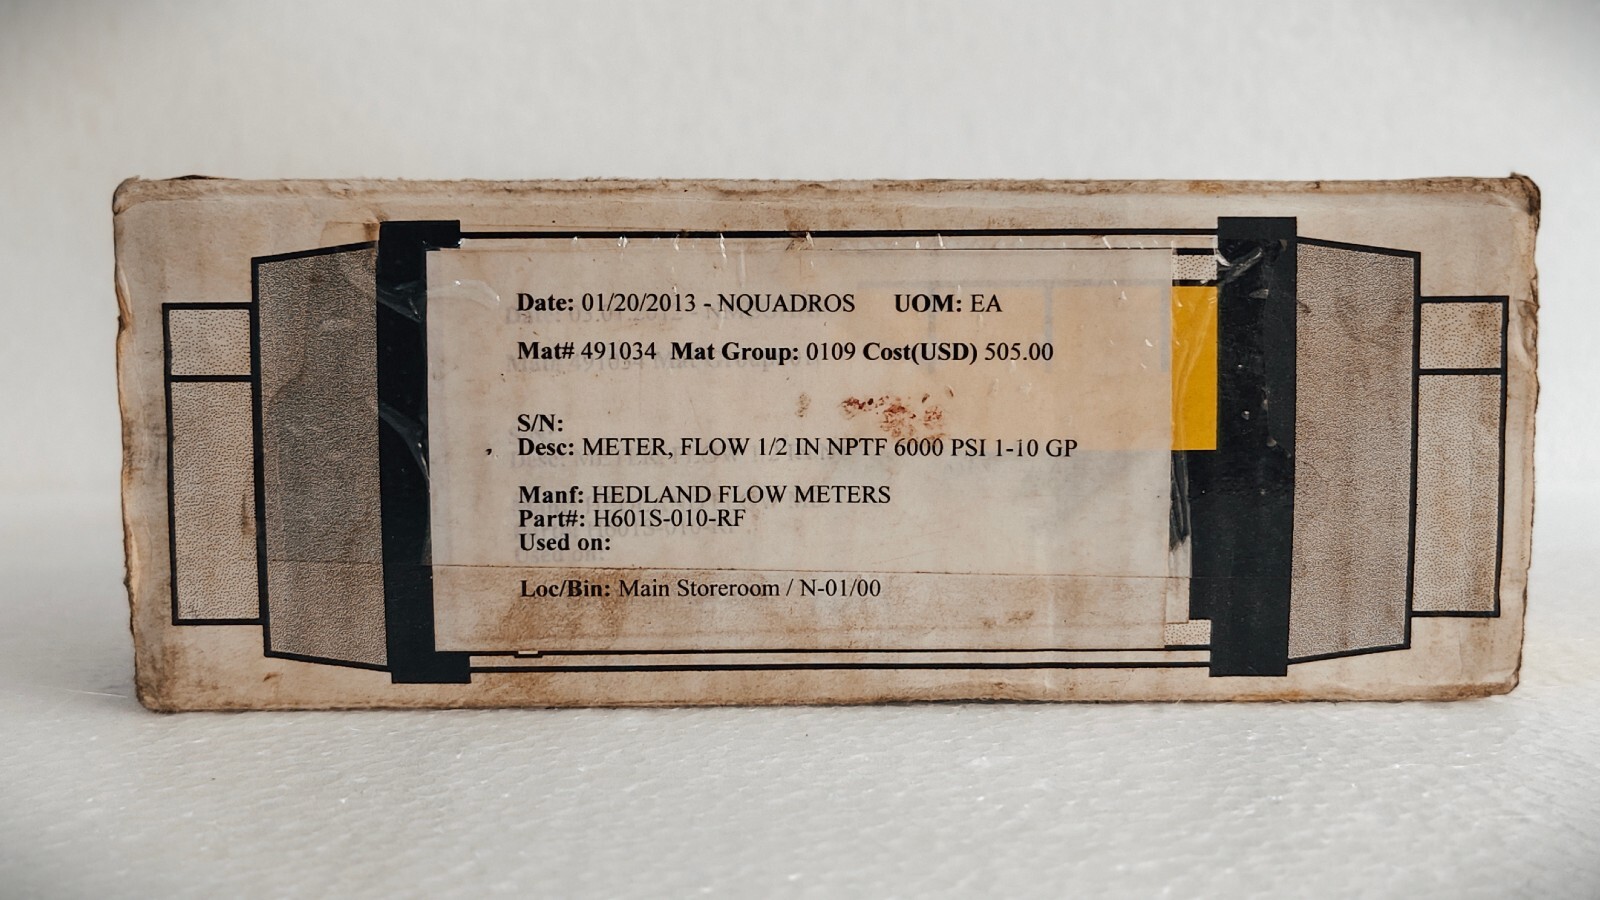 Date: 01/20/2013 - NQUADROS UOM: EA
Mat# 491034 Mat Group: 0109 Cost(USD) 505.00
S/N:
Desc: METER, FLOW 1/2 IN NPTF 6000 PSI 1-10 GP
Manf: HEDLAND FLOW METERS
Part#: H601S-010-RF
Used on:
Loc/Bin: Main Storeroom / N-01/00